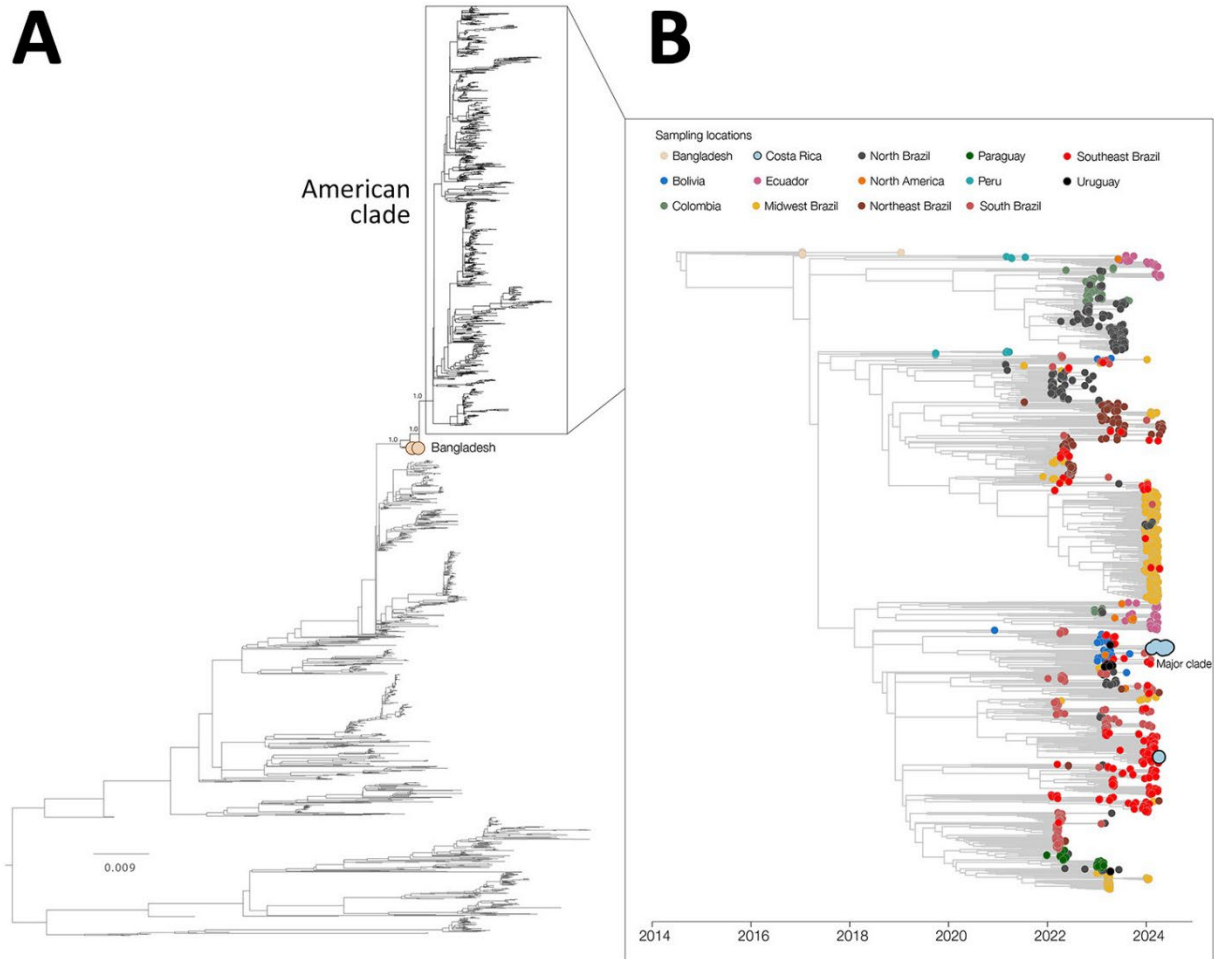 A
B
American
clade
1.0
1.0
1.0
Bangladesh
0.009
Sampling locations
Bangladesh Costa Rica North Brazil Paraguay Southeast Brazil
Bolivia Ecuador North America Peru Uruguay
Colombia Midwest Brazil Northeast Brazil South Brazil
Major clade
2014 2016 2018 2020 2022 2024